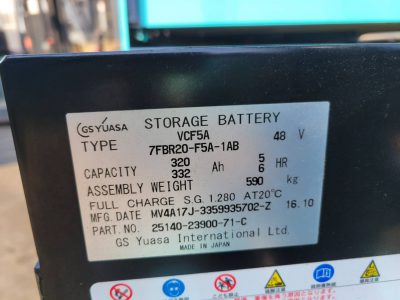 GS YUASA STORAGE BATTERY
VCF5A 48 V
TYPE 7FBR20-F5A-1AB
320 5
CAPACITY 332 Ah 6 HR
ASSEMBLY WEIGHT 590 kg
FULL CHARGE S.G. 1.280 AT20℃
MFG. DATE MV4A17J-3359935702-Z 16.10
PART.NO. 25140-23900-71-C
GS Yuasa International Ltd.
MADE IN JAPAN